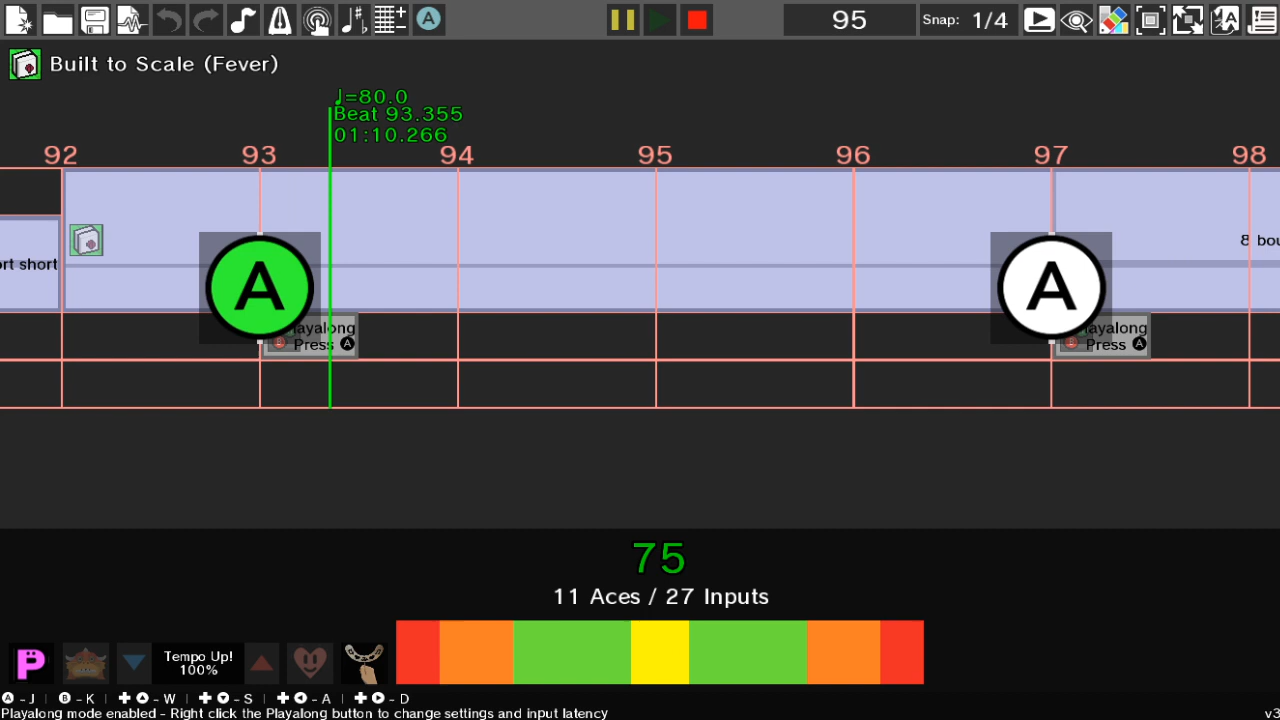 A
95
Snap: 1/4
A
Built to Scale (Fever)
♩=80.0
Beat 93.355
01:10.266
92 93 94 95 96 97 98
ort short
8 bou
A
A
layalong
Press A
ayalong
Press A
75
11 Aces / 27 Inputs
P
Tempo Up!
100%
A - J | B - K | - W | - S | - A | - D
Playalong mode enabled - Right click the Playalong button to change settings and input latency
v3